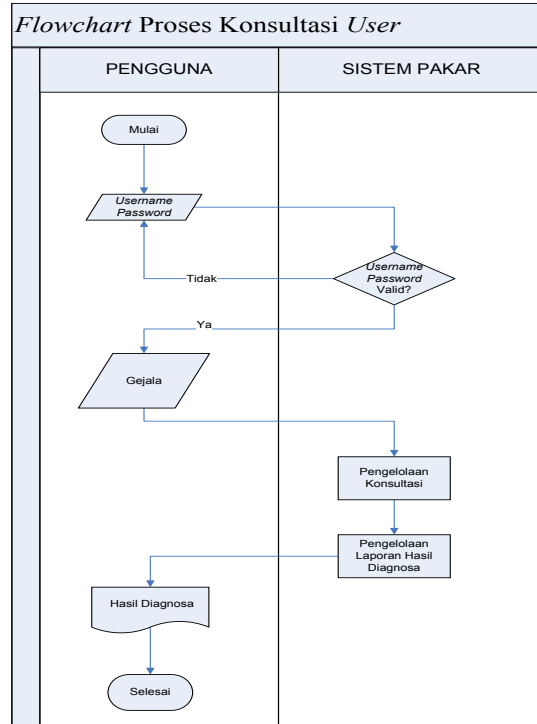 Flowchart Proses Konsultasi User
PENGGUNA
SISTEM PAKAR
Mulai
Username
Password
Username
Password
Valid?
Tidak
Ya
Gejala
Pengelolaan
Konsultasi
Pengelolaan
Laporan Hasil
Diagnosa
Hasil Diagnosa
Selesai